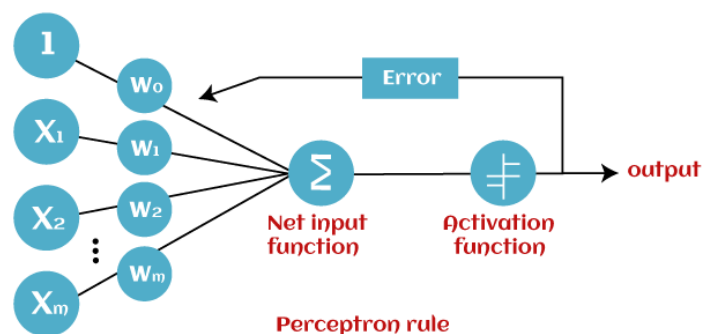 1
W₀
Error
X₁
W₁
Σ
output
X₂
W₂
Net input
function
Activation
function
Xₘ
Wₘ
Perceptron rule